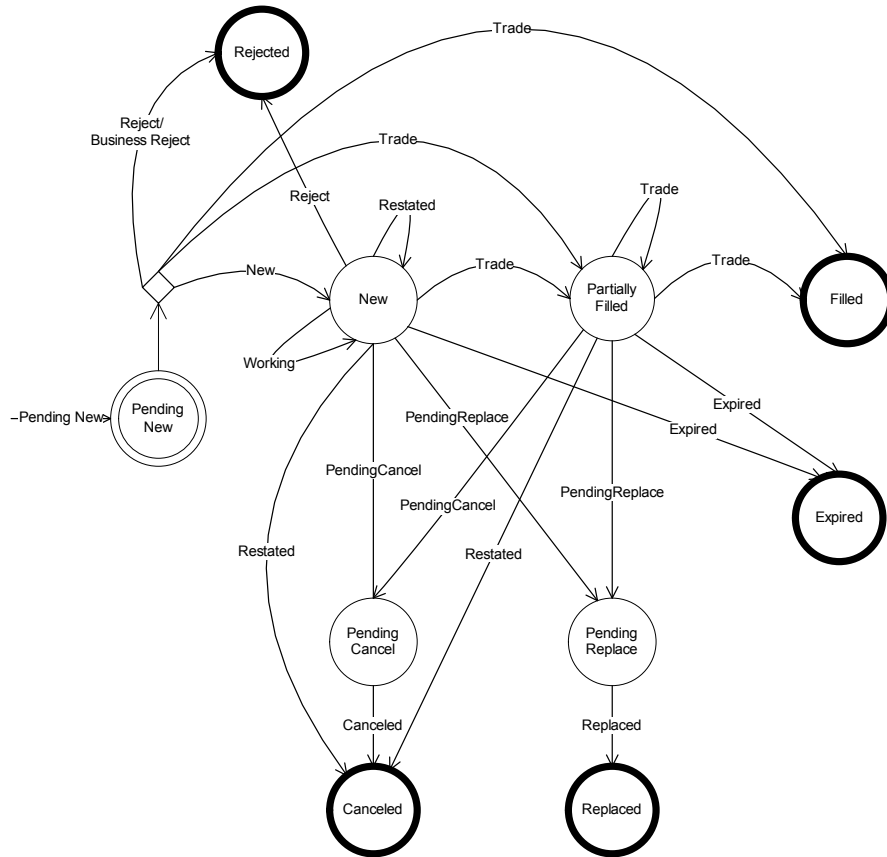 Trade
Rejected
Reject/
Business Reject
Trade
Trade
Reject
Restated
New
Trade
Trade
New
Partially
Filled
Filled
Working
–Pending New
Pending
New
PendingReplace
Expired
Expired
PendingCancel
PendingCancel
PendingReplace
Expired
Restated
Restated
Pending
Cancel
Pending
Replace
Canceled
Replaced
Canceled
Replaced